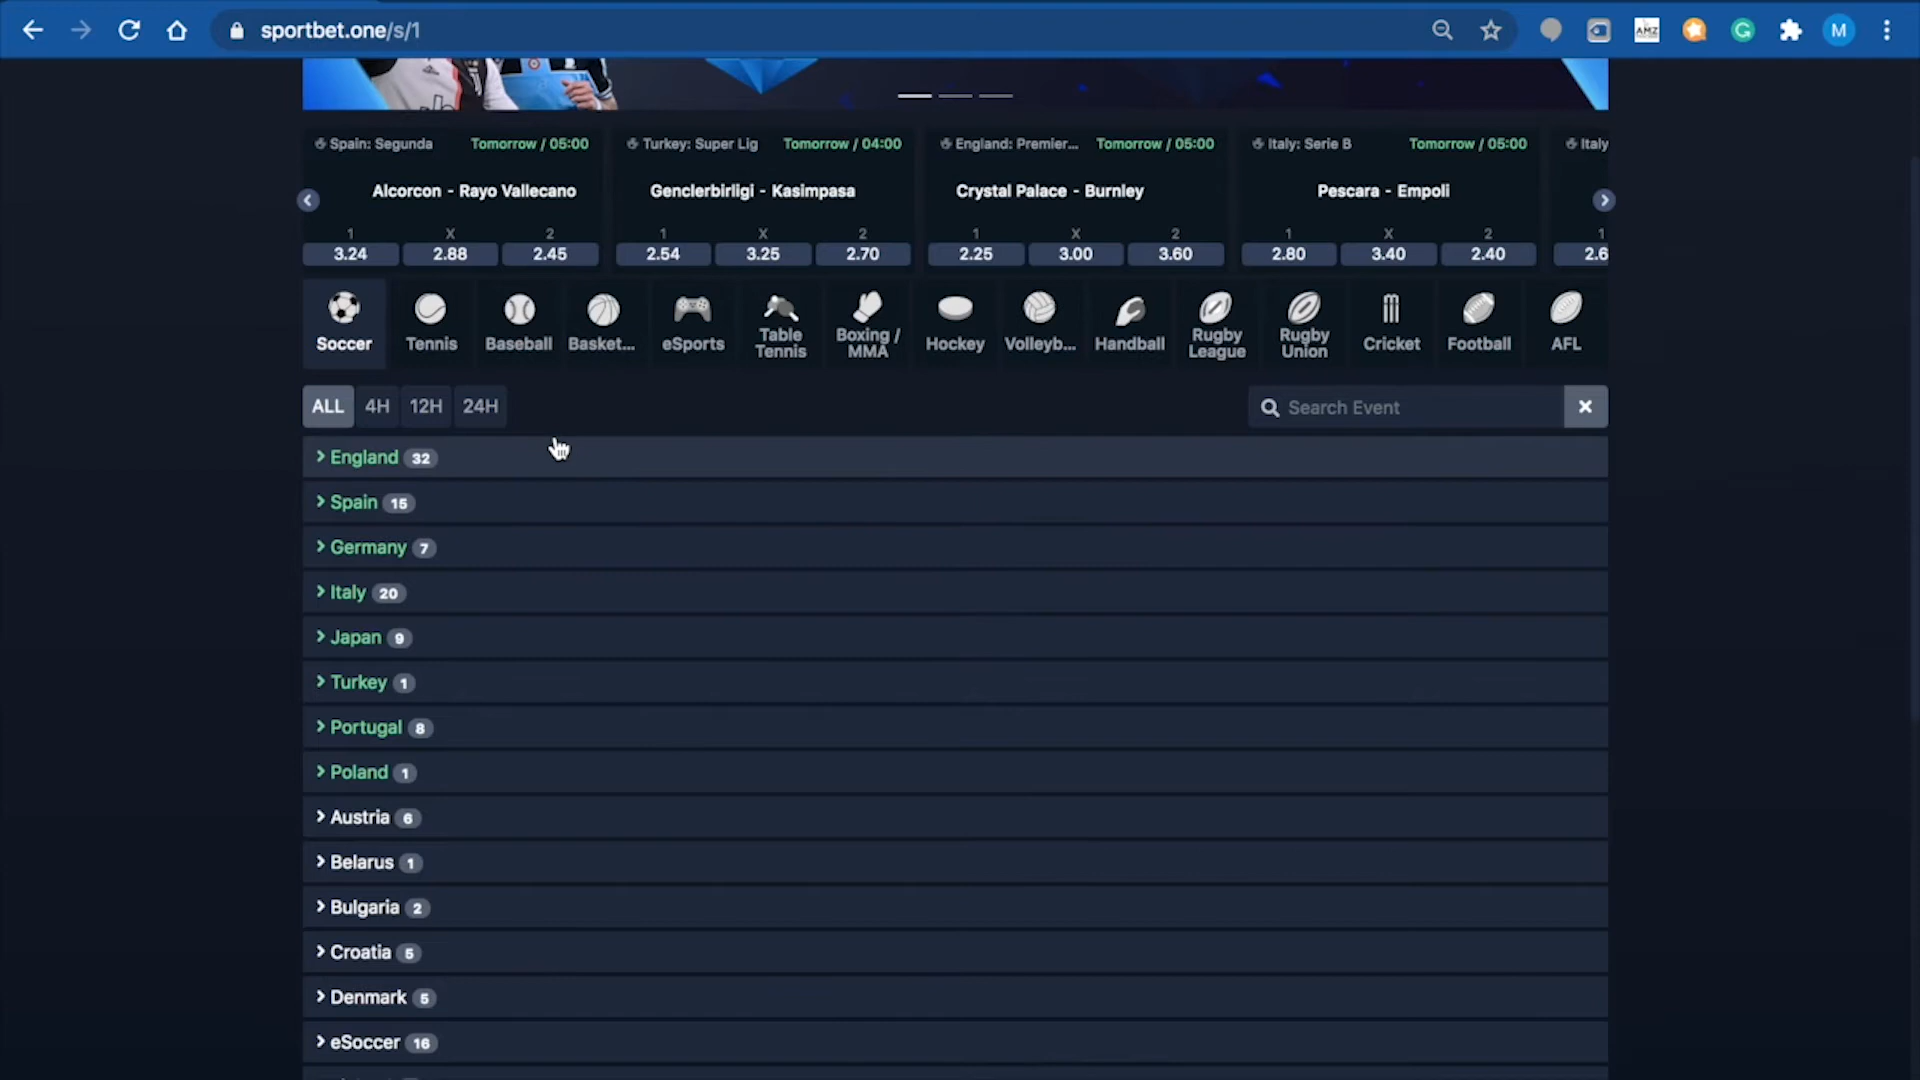 sportbet.one/s/1
AMZ
G
M
Spain: Segunda Tomorrow / 05:00
Alcorcon - Rayo Vallecano
1 X 2
3.24 2.88 2.45
Turkey: Super Lig Tomorrow / 04:00
Genclerbirligi - Kasimpasa
1 X 2
2.54 3.25 2.70
England: Premier... Tomorrow / 05:00
Crystal Palace - Burnley
1 X 2
2.25 3.00 3.60
Italy: Serie B Tomorrow / 05:00
Pescara - Empoli
1 X 2
2.80 3.40 2.40
Italy
1
2.6
Soccer
Tennis
Baseball
Basket...
eSports
Table
Tennis
Boxing /
MMA
Hockey
Volleyb...
Handball
Rugby
League
Rugby
Union
Cricket
Football
AFL
ALL 4H 12H 24H
Search Event
England 32
Spain 15
Germany 7
Italy 20
Japan 9
Turkey 1
Portugal 8
Poland 1
Austria 6
Belarus 1
Bulgaria 2
Croatia 5
Denmark 5
eSoccer 16